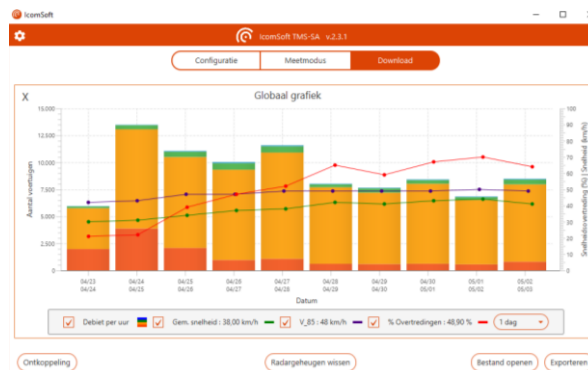 IcomSoft
IcomSoft TMS-SA v.2.3.1
Configuratie Meetmodus Download
X Globaal grafiek
15.000 100
90
12.500 80
10.000 70
60
7.500 50
5.000 40
30
2.500 20
10
0 0
Aantal voertuigen
Snelheidsovertreding (%) | Snelheid (km/h)
04/23 04/24 04/25 04/26 04/27 04/28 04/29 04/30 05/01 05/02
04/24 04/25 04/26 04/27 04/28 04/29 04/30 05/01 05/02 05/03
Datum
Debiet per uur Gem. snelheid : 38,00 km/h V_85 : 48 km/h % Overtredingen : 48,90 % 1 dag
Ontkoppeling Radargeheugen wissen Bestand openen Exporteren